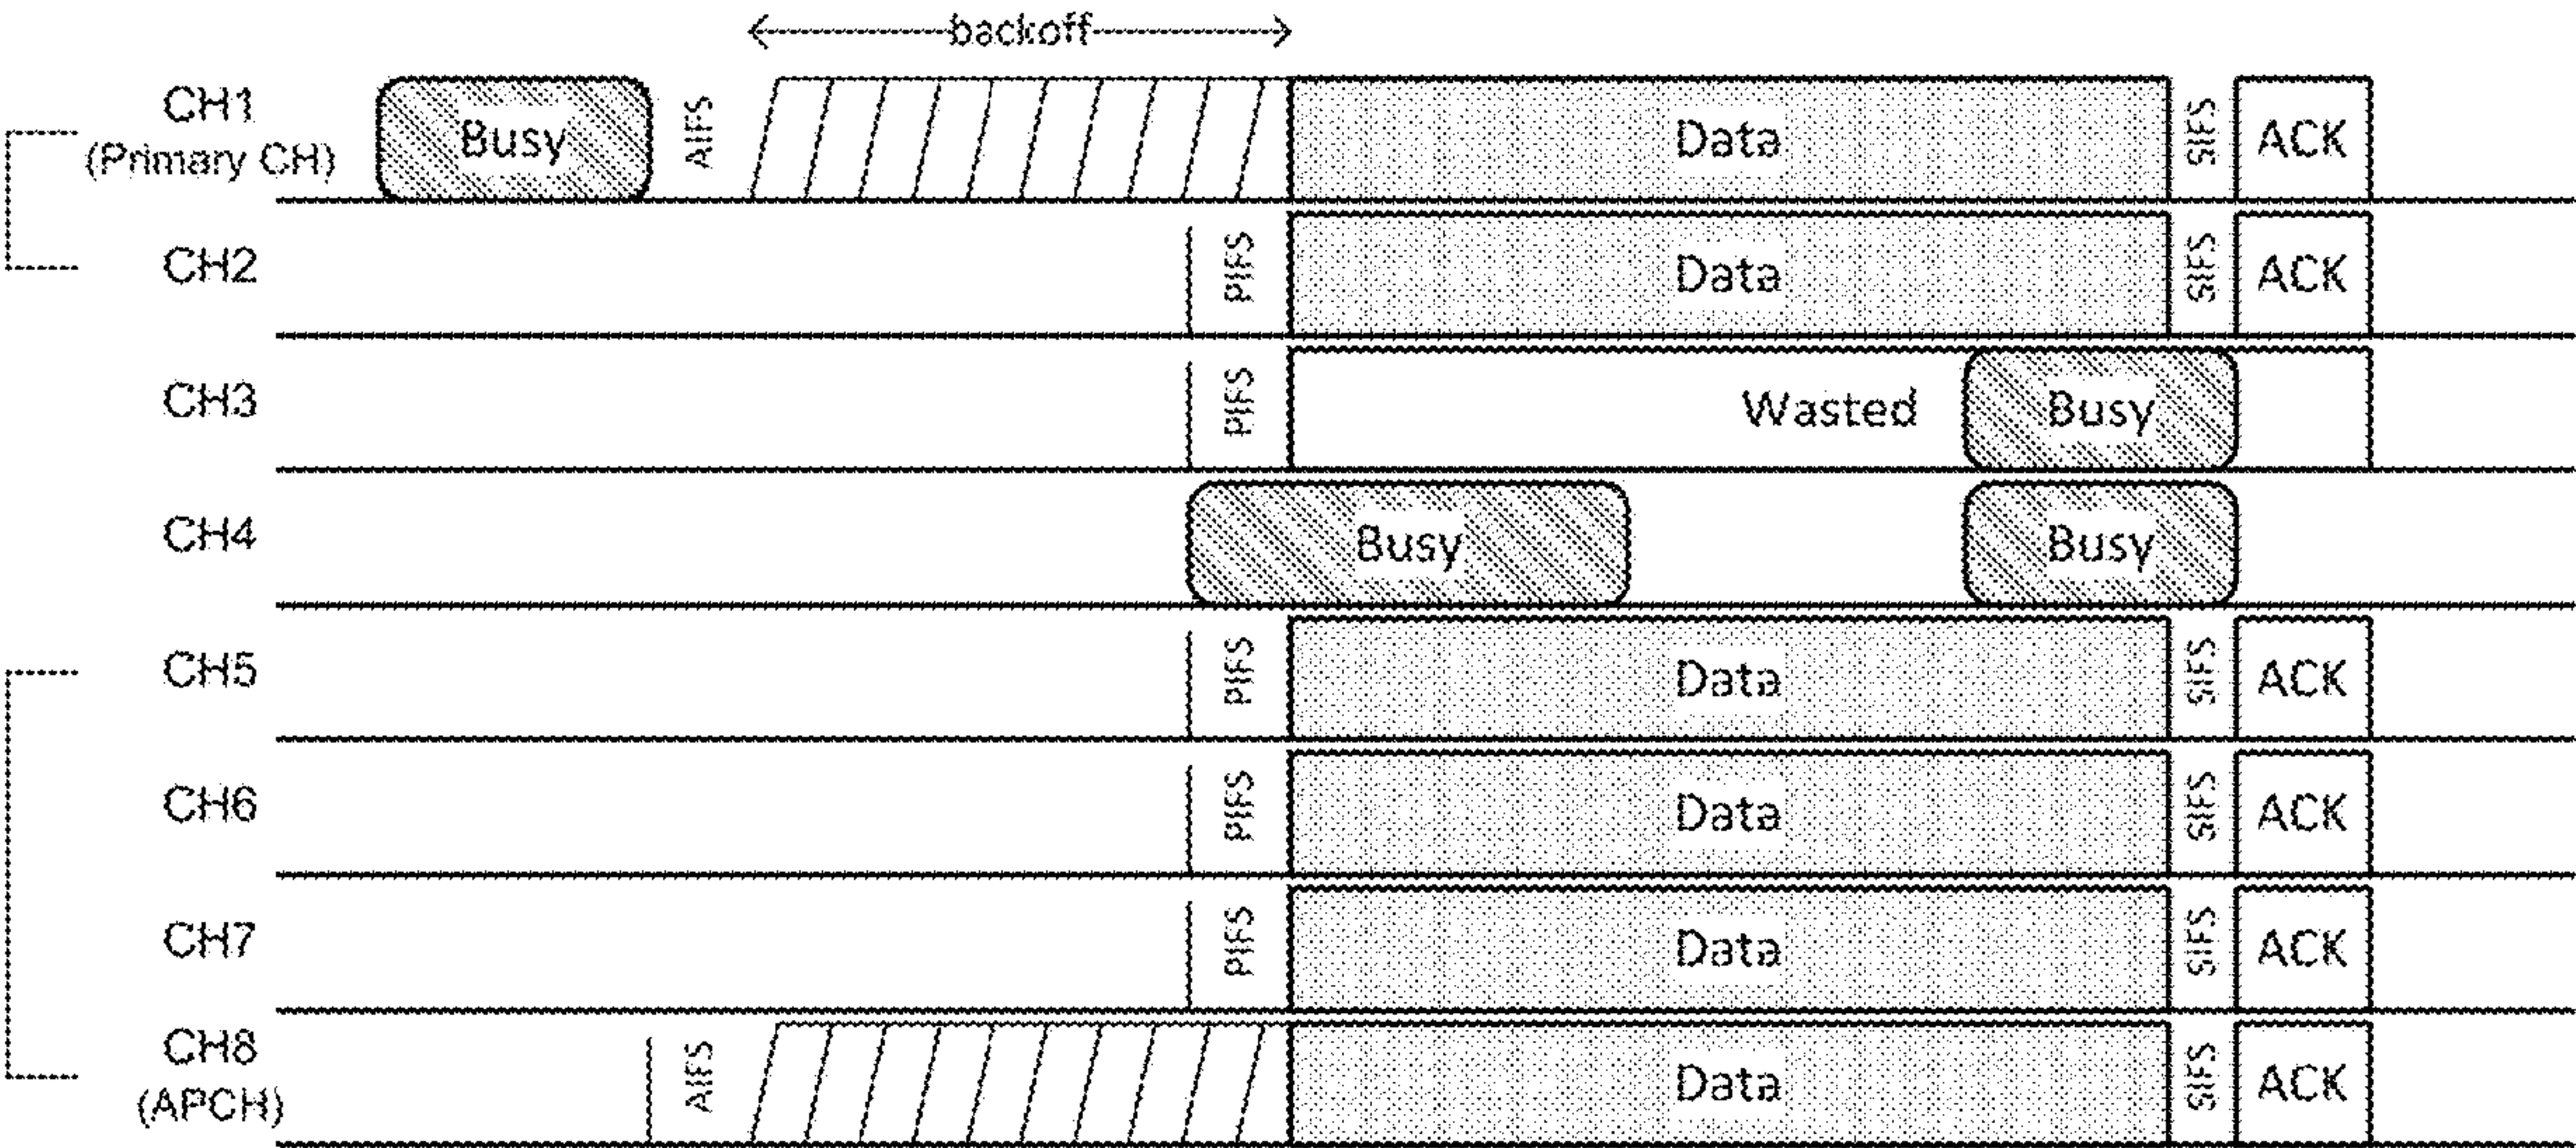 backoff
CH1
(Primary CH)
Busy
AIFS
Data
SIFS
ACK
CH2
PIFS
Data
SIFS
ACK
CH3
PIFS
Wasted
Busy
CH4
Busy
Busy
CH5
PIFS
Data
SIFS
ACK
CH6
PIFS
Data
SIFS
ACK
CH7
PIFS
Data
SIFS
ACK
CH8
(APCH)
AIFS
Data
SIFS
ACK